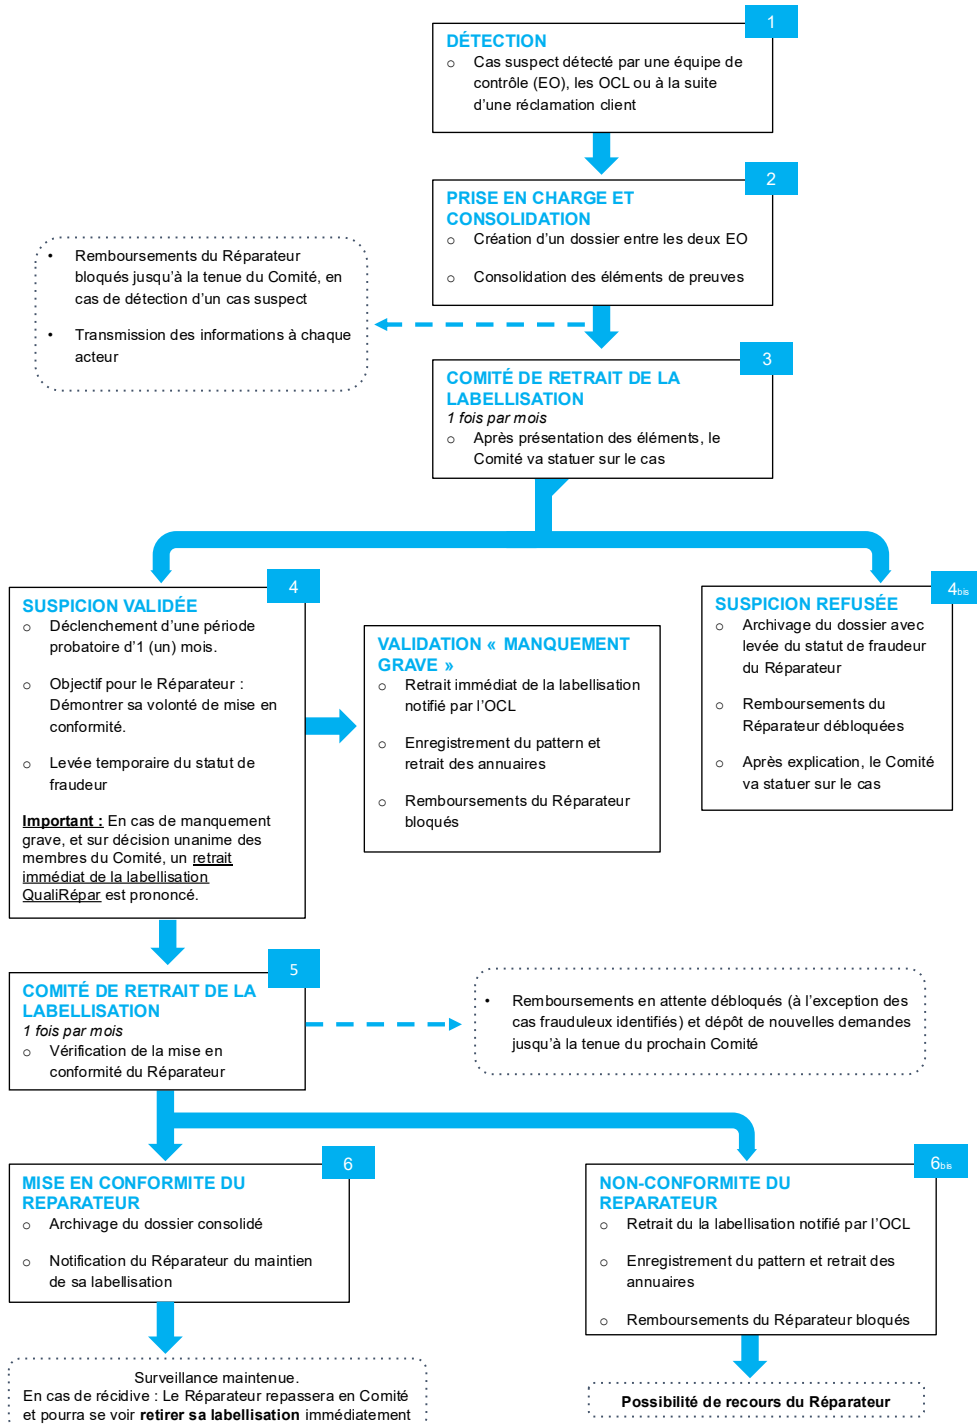 1
DÉTECTION
o Cas suspect détecté par une équipe de
contrôle (EO), les OCL ou à la suite
d’une réclamation client
2
PRISE EN CHARGE ET
CONSOLIDATION
o Création d’un dossier entre les deux EO
o Consolidation des éléments de preuves
• Remboursements du Réparateur
bloqués jusqu’à la tenue du Comité, en
cas de détection d’un cas suspect
• Transmission des informations à chaque
acteur
3
COMITÉ DE RETRAIT DE LA
LABELLISATION
1 fois par mois
o Après présentation des éléments, le
Comité va statuer sur le cas
4
SUSPICION VALIDÉE
o Déclenchement d’une période
probatoire d’1 (un) mois.
o Objectif pour le Réparateur :
Démontrer sa volonté de mise en
conformité.
o Levée temporaire du statut de
fraudeur
Important : En cas de manquement
grave, et sur décision unanime des
membres du Comité, un retrait
immédiat de la labellisation
QualiRépar est prononcé.
VALIDATION « MANQUEMENT
GRAVE »
o Retrait immédiat de la labellisation
notifié par l’OCL
o Enregistrement du pattern et
retrait des annuaires
o Remboursements du Réparateur
bloqués
4bis
SUSPICION REFUSÉE
o Archivage du dossier avec
levée du statut de fraudeur
du Réparateur
o Remboursements du
Réparateur débloquées
o Après explication, le Comité
va statuer sur le cas
5
COMITÉ DE RETRAIT DE LA
LABELLISATION
1 fois par mois
o Vérification de la mise en
conformité du Réparateur
• Remboursements en attente débloqués (à l’exception des
cas frauduleux identifiés) et dépôt de nouvelles demandes
jusqu’à la tenue du prochain Comité
6
MISE EN CONFORMITE DU
REPARATEUR
o Archivage du dossier consolidé
o Notification du Réparateur du maintien
de sa labellisation
6bis
NON-CONFORMITE DU
REPARATEUR
o Retrait du la labellisation notifié par l’OCL
o Enregistrement du pattern et retrait des
annuaires
o Remboursements du Réparateur bloqués
Surveillance maintenue.
En cas de récidive : Le Réparateur repassera en Comité
et pourra se voir retirer sa labellisation immédiatement
Possibilité de recours du Réparateur